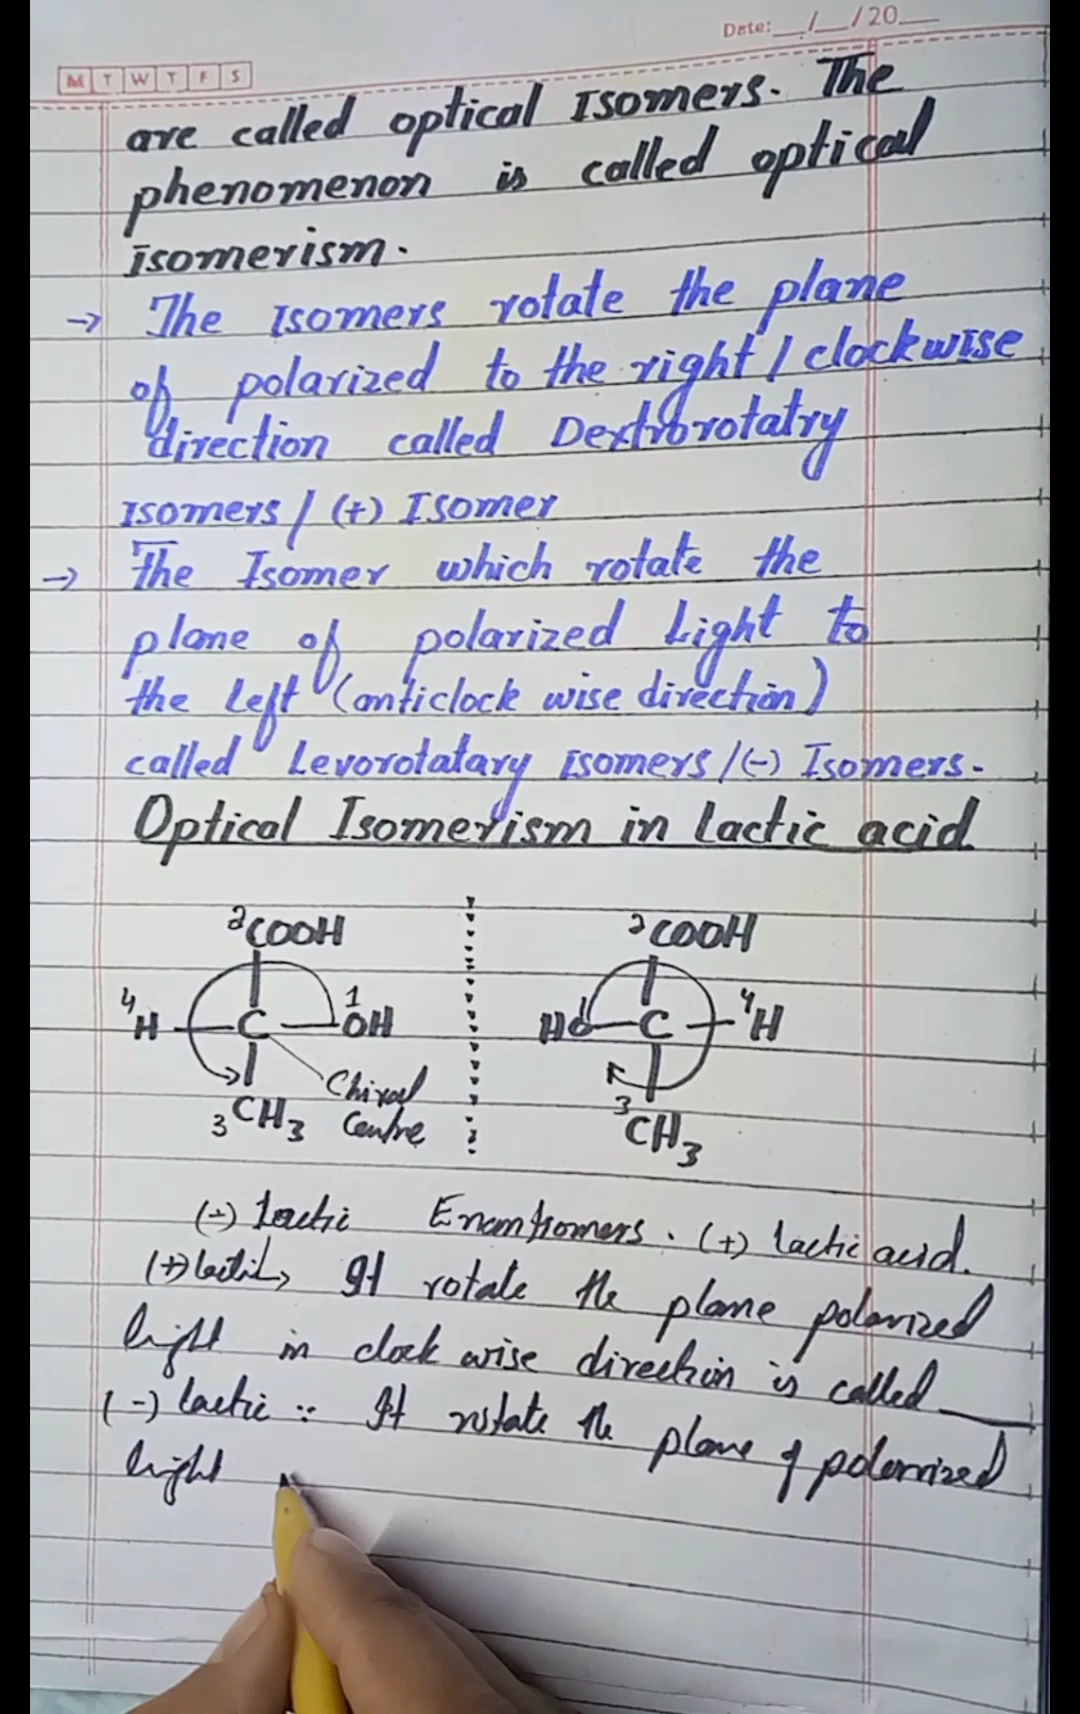 Date: __/__/20__
M T W T F S
are called optical Isomers. The
phenomenon is called optical
isomerism.
→ The Isomers rotate the plane
of polarized to the right / clockwise
direction called Dextrorotatry
Isomers / (+) Isomer
→ The Isomer which rotate the
plane of polarized Light to
the Left (anticlock wise direction)
called Levorotatary isomers /(-) Isomers.
Optical Isomerism in lactic acid
2COOH
4H C 1OH
3CH3
Chiral
Centre
2COOH
HO C 4H
3CH3
(-) Lactic Enantiomers. (+) lactic acid.
(+) lactic, It rotate the plane polarized
light in clock wise direction is called ___
(-) lactic :: It rotate the plane of polarized
light